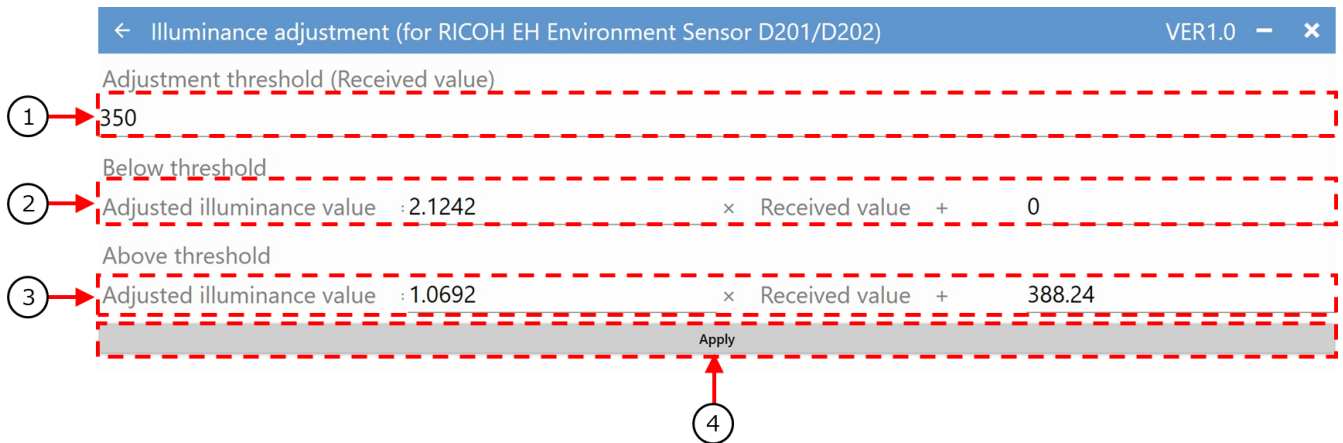 ← Illuminance adjustment (for RICOH EH Environment Sensor D201/D202) VER1.0 − ×
Adjustment threshold (Received value)
1 350
Below threshold
2 Adjusted illuminance value : 2.1242 × Received value + 0
Above threshold
3 Adjusted illuminance value : 1.0692 × Received value + 388.24
Apply
4